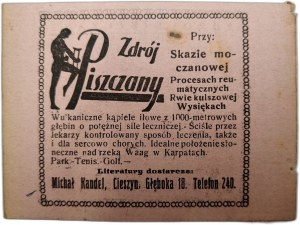 Zdrój
Piszczany
Przy:
Skazie mo-
czanowej
Procesach reu-
matycznych
Rwie kulszowej
Wysiękach
Wulkaniczne kąpiele iłowe z 1000-metrowych
głębin o potężnej sile leczniczej.- Ściśle przez
lekarzy kontrolowany sposób leczenia, także i
dla sercowo chorych. Idealne położenie sło-
neczne nad rzeką Wzag w Karpatach.
Park.-Tenis.-Golf.—
Literatury dostarcza:
Michał Kandel, Cieszyn. Głęboka 18. Telefon 240.